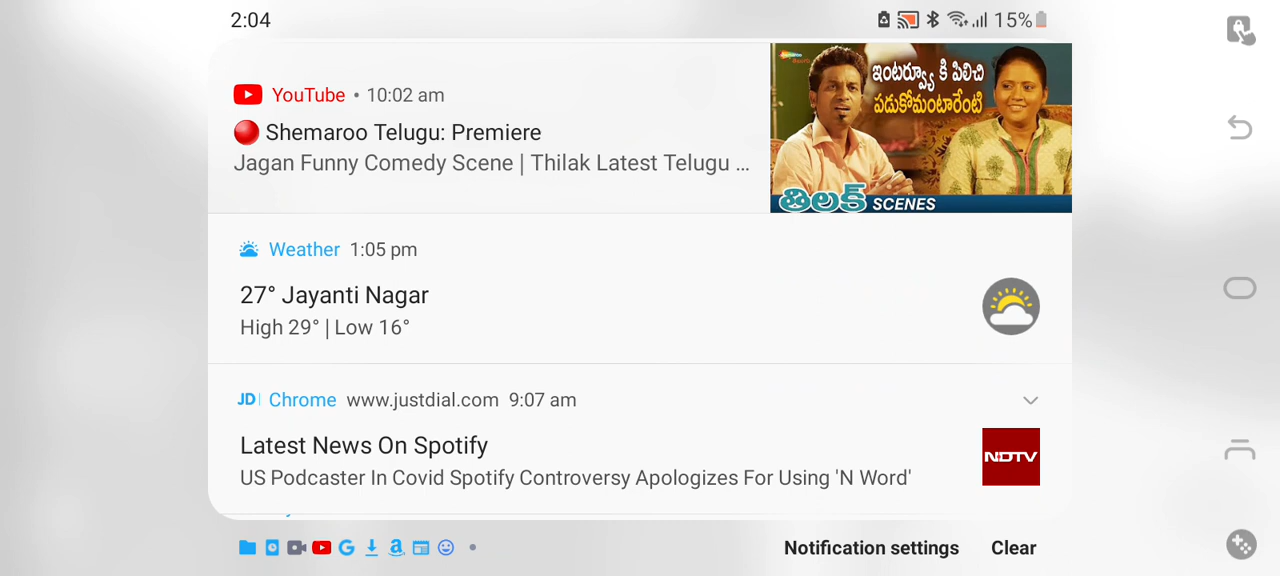 2:04
15%
YouTube • 10:02 am
Shemaroo Telugu: Premiere
Jagan Funny Comedy Scene | Thilak Latest Telugu ...
ఇంటర్వ్యూ కి పిలిచి
పడుకోమంటారేంటి
తిలక్ SCENES
Weather 1:05 pm
27° Jayanti Nagar
High 29° | Low 16°
JD Chrome www.justdial.com 9:07 am
Latest News On Spotify
NDTV
US Podcaster In Covid Spotify Controversy Apologizes For Using 'N Word'
Notification settings Clear